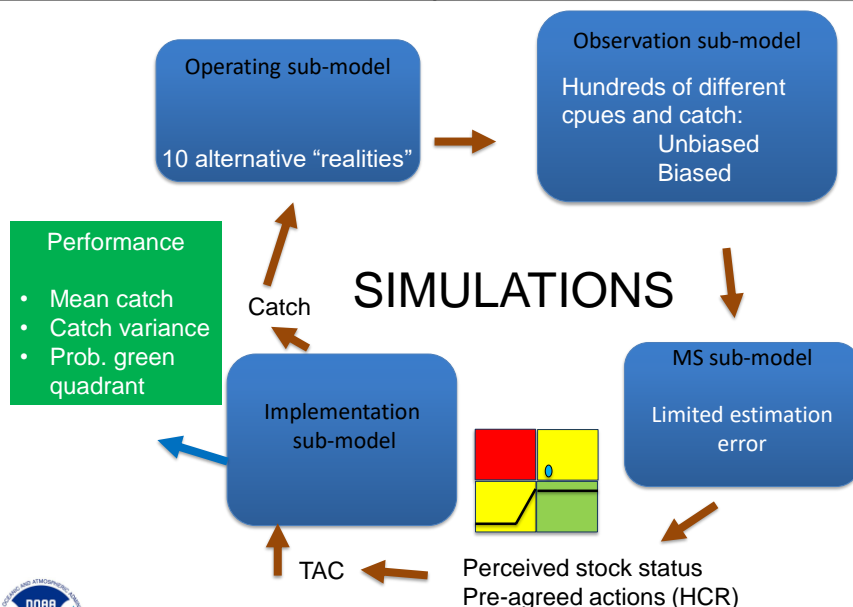 Operating sub-model
10 alternative “realities”
Observation sub-model
Hundreds of different
cpues and catch:
Unbiased
Biased
Performance
• Mean catch
• Catch variance
• Prob. green
quadrant
Catch
SIMULATIONS
MS sub-model
Limited estimation
error
Implementation
sub-model
TAC
Perceived stock status
Pre-agreed actions (HCR)